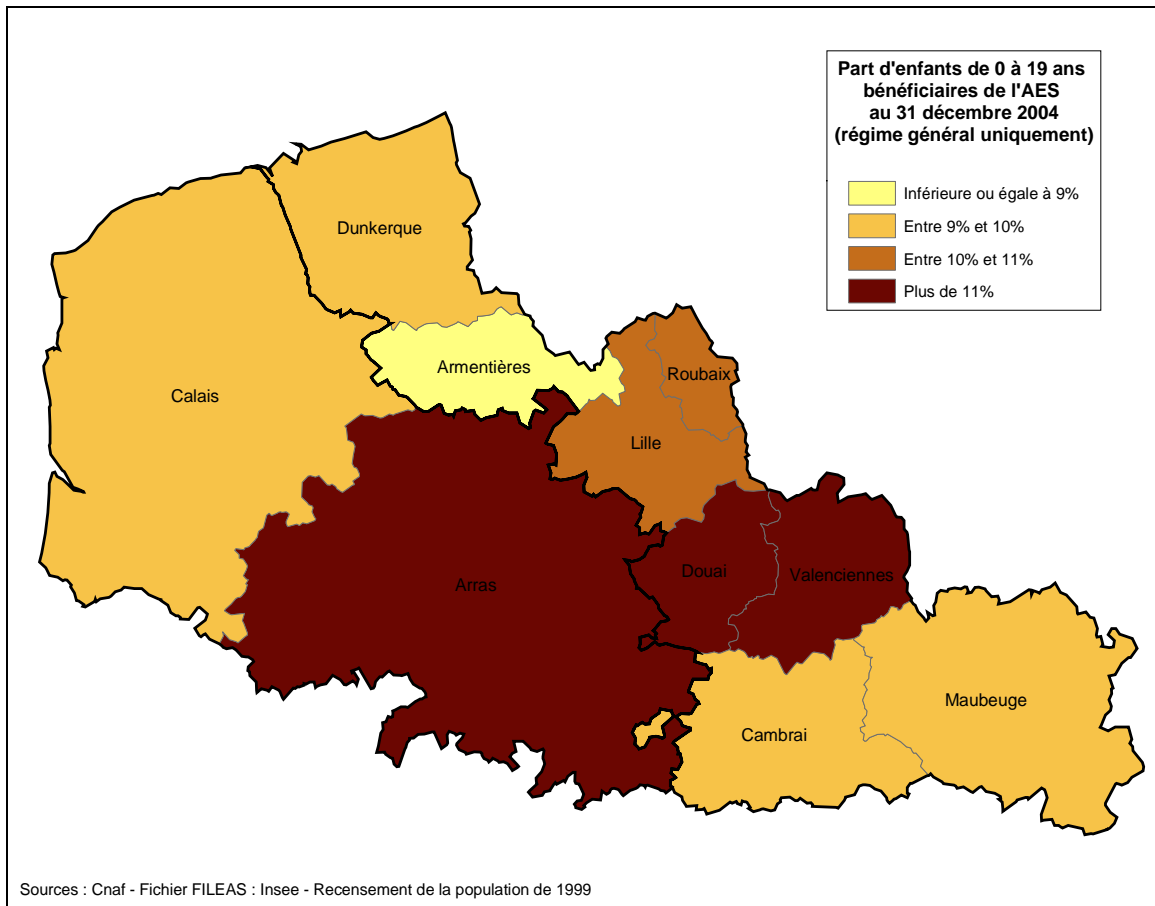 Part d'enfants de 0 à 19 ans
bénéficiaires de l'AES
au 31 décembre 2004
(régime général uniquement)
Inférieure ou égale à 9%
Entre 9% et 10%
Entre 10% et 11%
Plus de 11%
Dunkerque
Armentières
Roubaix
Calais
Lille
Douai
Valenciennes
Arras
Maubeuge
Cambrai
Sources : Cnaf - Fichier FILEAS : Insee - Recensement de la population de 1999